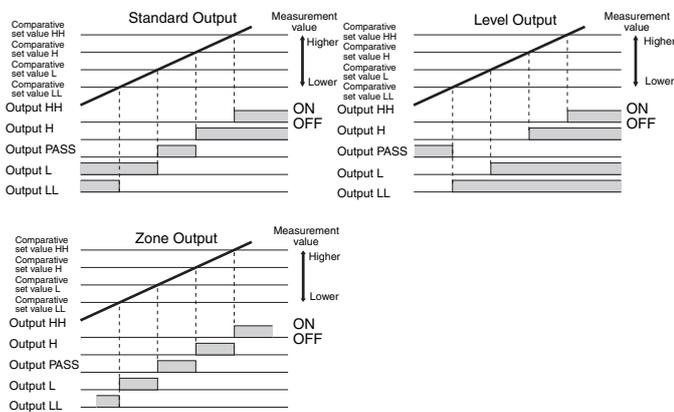 Standard Output
Measurement value
Comparative set value HH
Comparative set value H
Comparative set value L
Comparative set value LL
Higher
Lower
Output HH
Output H
Output PASS
Output L
Output LL
ON
OFF
Level Output
Measurement value
Comparative set value HH
Comparative set value H
Comparative set value L
Comparative set value LL
Higher
Lower
Output HH
Output H
Output PASS
Output L
Output LL
ON
OFF
Zone Output
Measurement value
Comparative set value HH
Comparative set value H
Comparative set value L
Comparative set value LL
Higher
Lower
Output HH
Output H
Output PASS
Output L
Output LL
ON
OFF